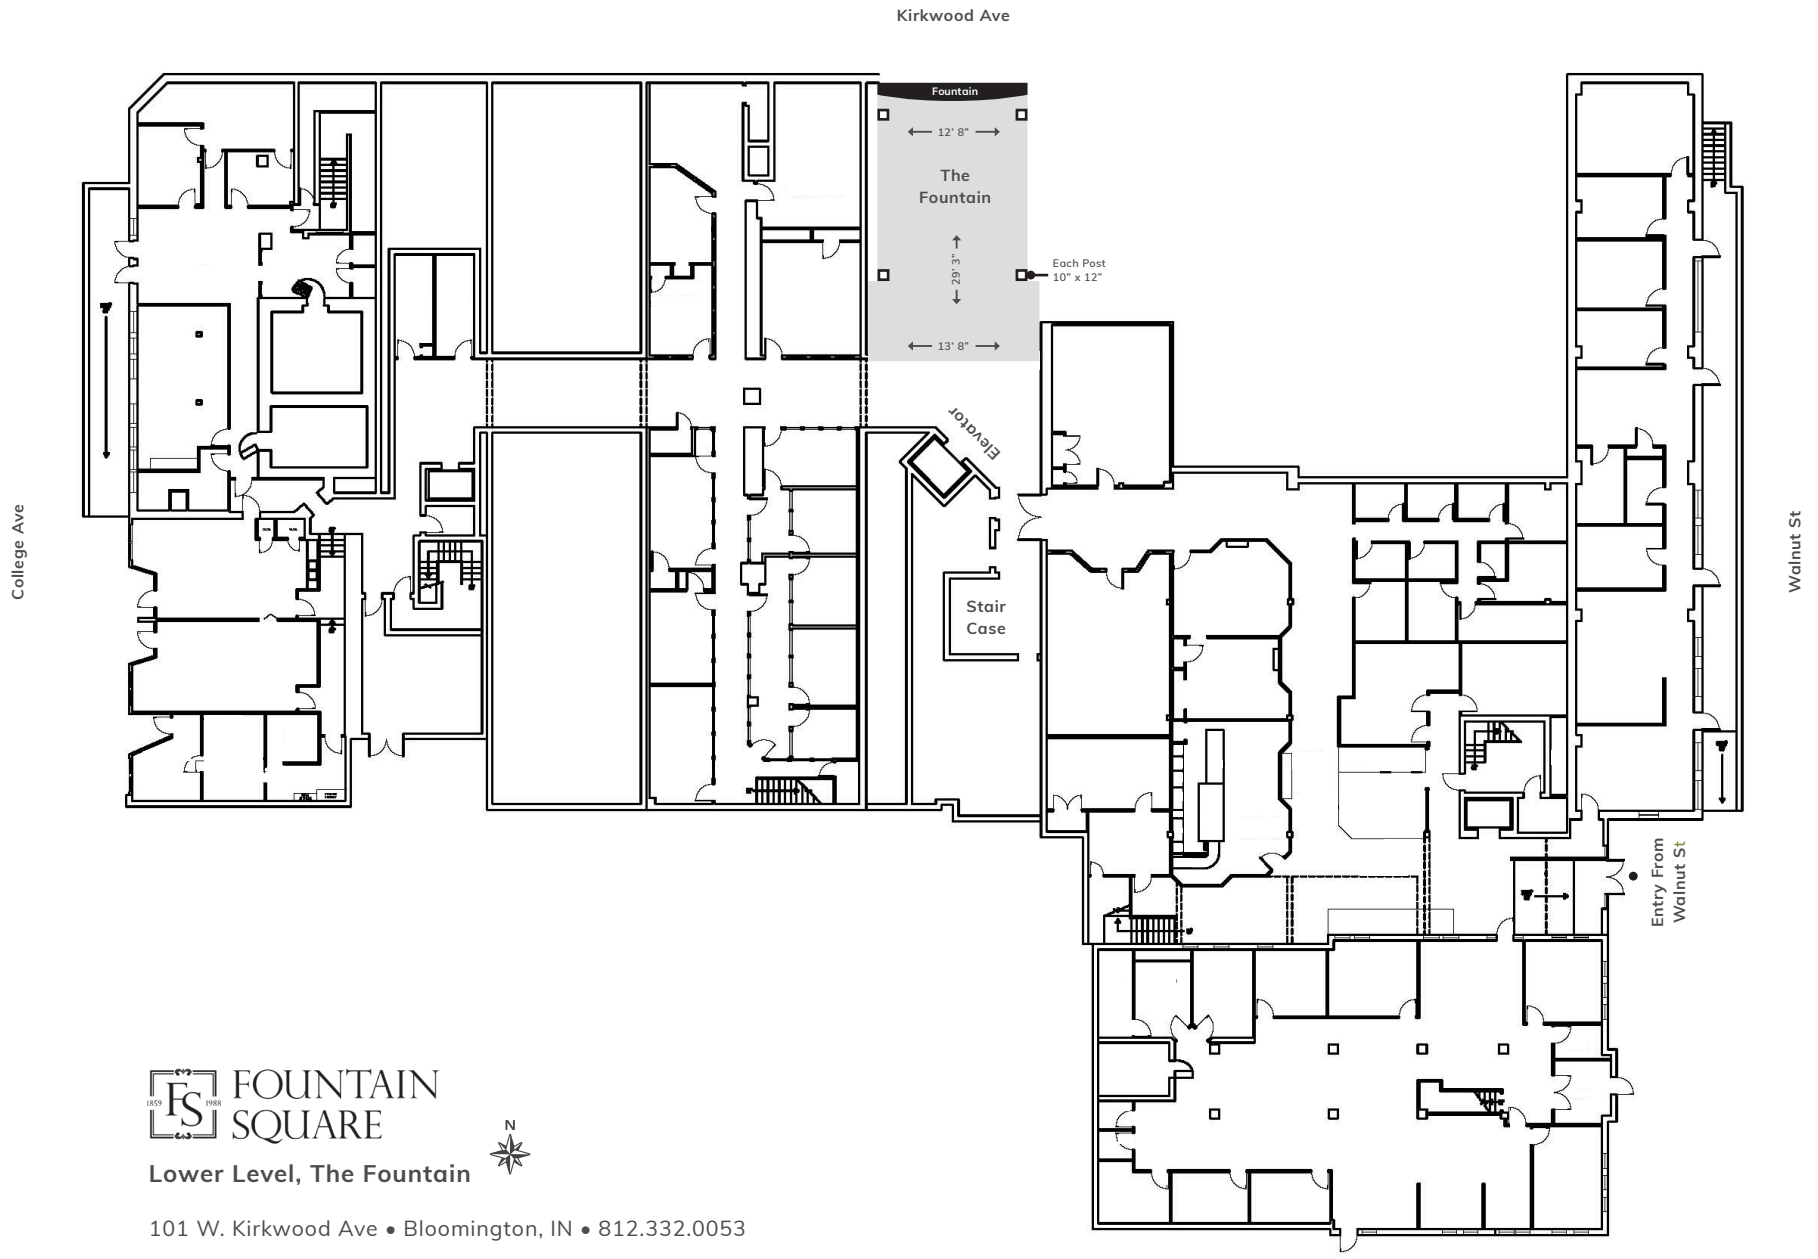 Kirkwood Ave
Fountain
12' 8"
The
Fountain
29' 3"
Each Post
10" x 12"
13' 8"
Elevator
Stair
Case
College Ave
Walnut St
Entry From
Walnut St
1859 FS 1988
FOUNTAIN
SQUARE
N
Lower Level, The Fountain
101 W. Kirkwood Ave • Bloomington, IN • 812.332.0053